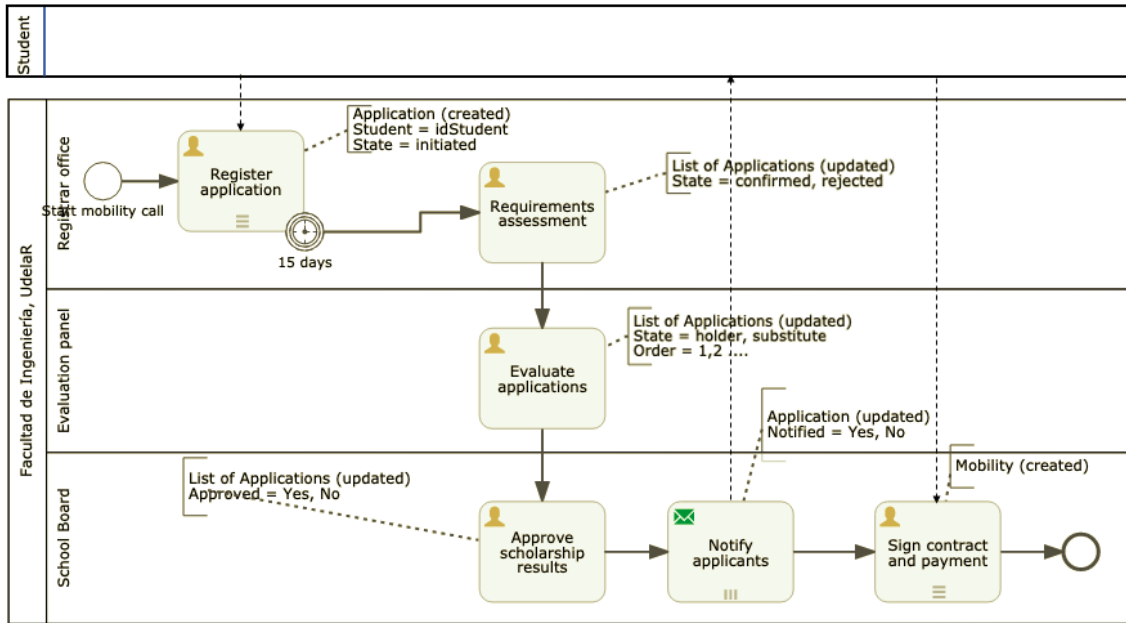 Student
Facultad de Ingeniería, UdelaR
Registrar office
Start mobility call
Register
application
Application (created)
Student = idStudent
State = initiated
15 days
Requirements
assessment
List of Applications (updated)
State = confirmed, rejected
Evaluation panel
Evaluate
applications
List of Applications (updated)
State = holder, substitute
Order = 1,2 ....
School Board
List of Applications (updated)
Approved = Yes, No
Approve
scholarship
results
Application (updated)
Notified = Yes, No
Notify
applicants
Mobility (created)
Sign contract
and payment